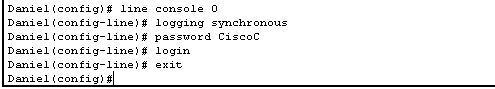 Daniel(config)# line console 0
Daniel(config-line)# logging synchronous
Daniel(config-line)# password CiscoC
Daniel(config-line)# login
Daniel(config-line)# exit
Daniel(config)#